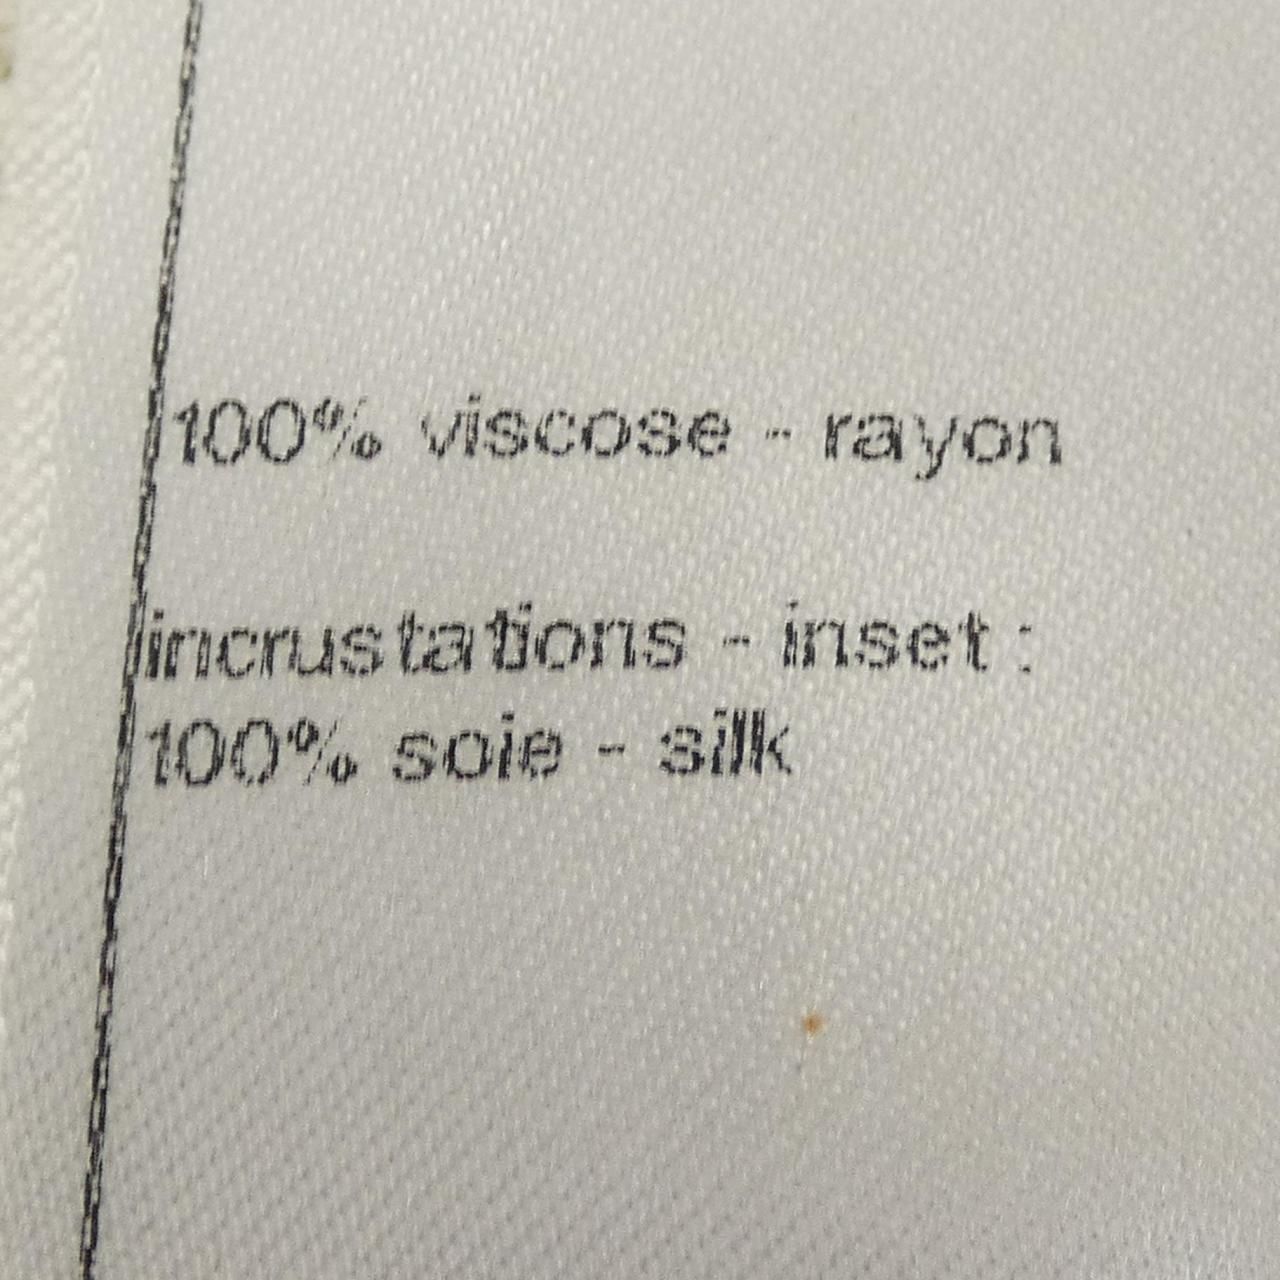 100% viscose - rayon
incrustations - inset :
100% soie - silk